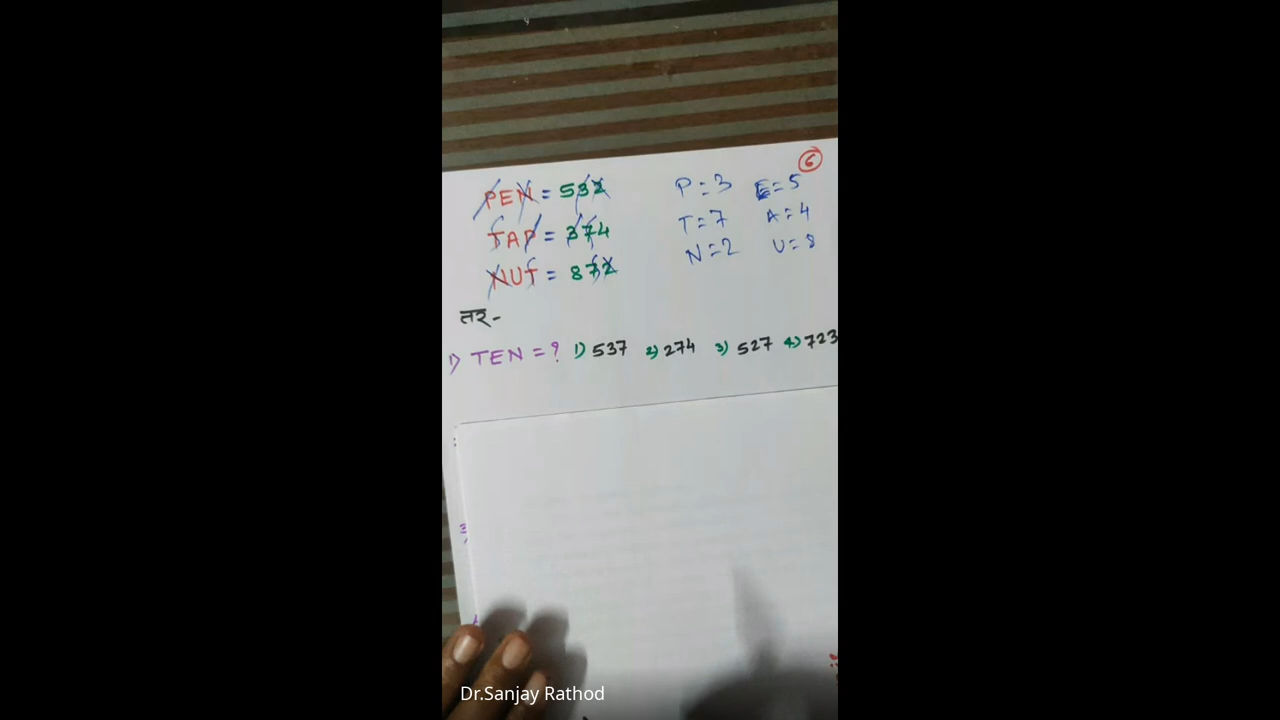 6
PEN = 532 P = 3 E = 5
TAP = 374 T = 7 A = 4
NUT = 872 N = 2 U = 8
तर-
1) TEN = ? 1) 537 2) 274 3) 527 4) 723
Dr.Sanjay Rathod